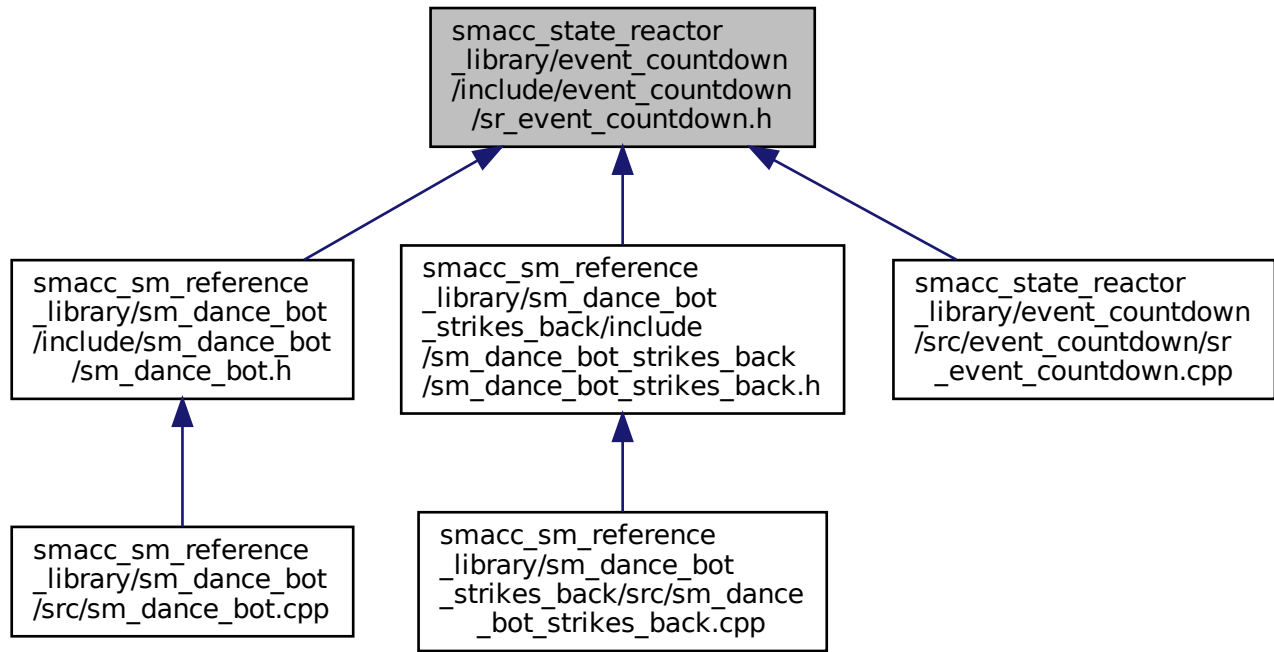 smacc_state_reactor
_library/event_countdown
/include/event_countdown
/sr_event_countdown.h
smacc_sm_reference
_library/sm_dance_bot
/include/sm_dance_bot
/sm_dance_bot.h
smacc_sm_reference
_library/sm_dance_bot
_strikes_back/include
/sm_dance_bot_strikes_back
/sm_dance_bot_strikes_back.h
smacc_state_reactor
_library/event_countdown
/src/event_countdown/sr
_event_countdown.cpp
smacc_sm_reference
_library/sm_dance_bot
/src/sm_dance_bot.cpp
smacc_sm_reference
_library/sm_dance_bot
_strikes_back/src/sm_dance
_bot_strikes_back.cpp